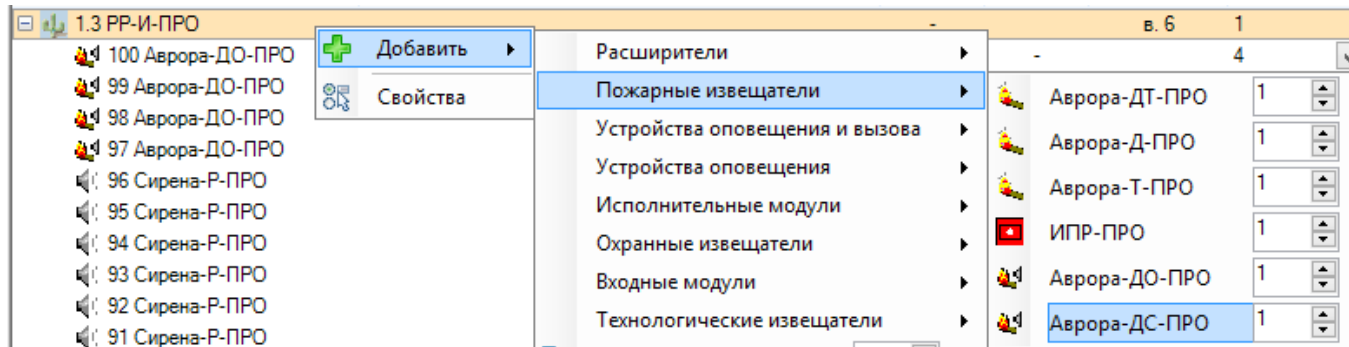 1.3 РР-И-ПРО - в. 6 1
100 Аврора-ДО-ПРО
99 Аврора-ДО-ПРО
98 Аврора-ДО-ПРО
97 Аврора-ДО-ПРО
96 Сирена-Р-ПРО
95 Сирена-Р-ПРО
94 Сирена-Р-ПРО
93 Сирена-Р-ПРО
92 Сирена-Р-ПРО
91 Сирена-Р-ПРО
Добавить
Свойства
Расширители
Пожарные извещатели
Устройства оповещения и вызова
Устройства оповещения
Исполнительные модули
Охранные извещатели
Входные модули
Технологические извещатели
- 4
Аврора-ДТ-ПРО 1
Аврора-Д-ПРО 1
Аврора-Т-ПРО 1
ИПР-ПРО 1
Аврора-ДО-ПРО 1
Аврора-ДС-ПРО 1